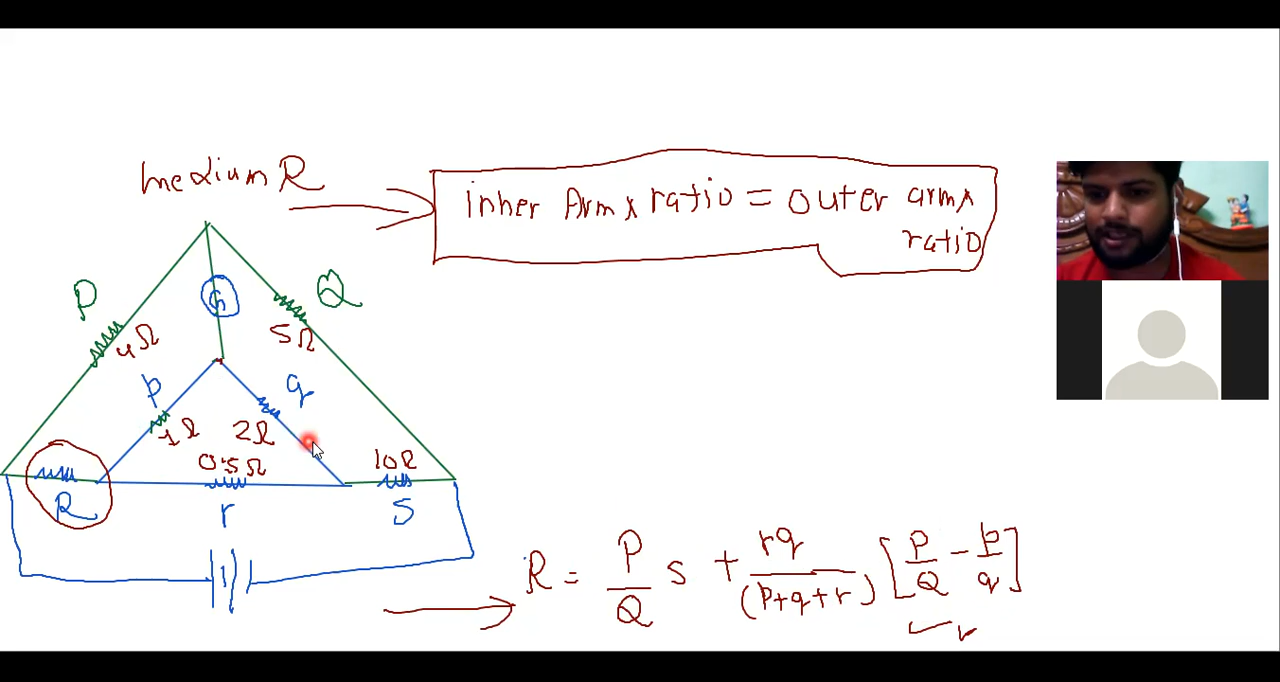 medium R
inner Arm x ratio = outer arm x
ratio
P
G
Q
4Ω
5Ω
p
q
1Ω
2Ω
0.5Ω
10Ω
R
r
S
R = P/Q s + rq/(p+q+r) [P/Q - p/q]